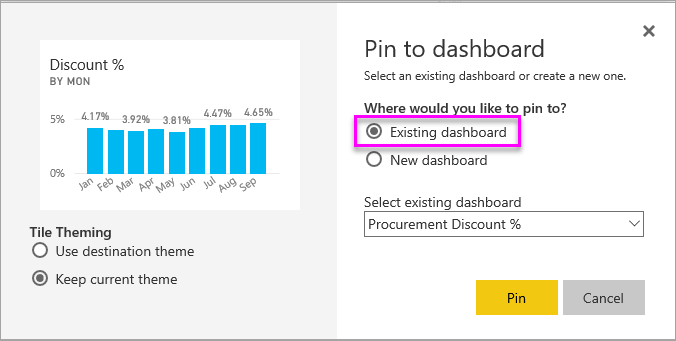 Discount %
BY MON
4.17% 3.92% 3.81% 4.47% 4.65%
5%
0%
Jan Feb Mar Apr May Jun Jul Aug Sep
Tile Theming
Use destination theme
Keep current theme
Pin to dashboard
Select an existing dashboard or create a new one.
Where would you like to pin to?
Existing dashboard
New dashboard
Select existing dashboard
Procurement Discount %
Pin Cancel